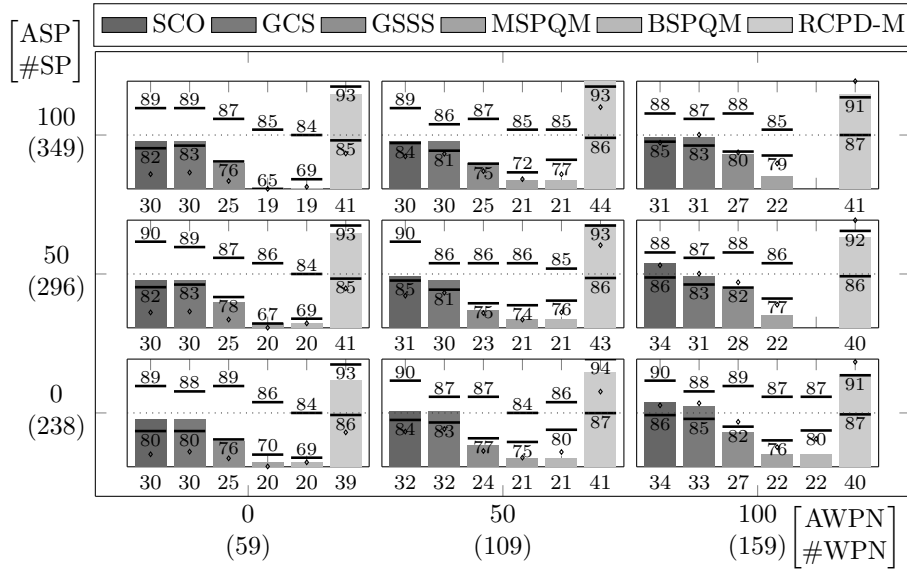 ASP
#SP
SCO GCS GSSS MSPQM BSPQM RCPD-M
89 89 87 85 84 93
82 83 76 65 69 85
89 86 87 85 85 93
84 81 75 72 77 86
88 87 88 85 91
85 83 80 79 87
100
(349)
30 30 25 19 19 41
30 30 25 21 21 44
31 31 27 22 41
90 89 87 86 84 93
82 83 78 67 69 85
90 86 86 86 85 93
85 81 75 74 76 86
88 87 88 86 92
86 83 82 77 86
50
(296)
30 30 25 20 20 41
31 30 23 21 21 43
34 31 28 22 40
89 88 89 86 84 93
80 80 76 70 69 86
90 87 87 84 86 94
84 83 77 75 80 87
90 88 89 87 87 91
86 85 82 76 80 87
0
(238)
30 30 25 20 20 39
32 32 24 21 21 41
34 33 27 22 22 40
0
(59)
50
(109)
100
(159)
AWPN
#WPN